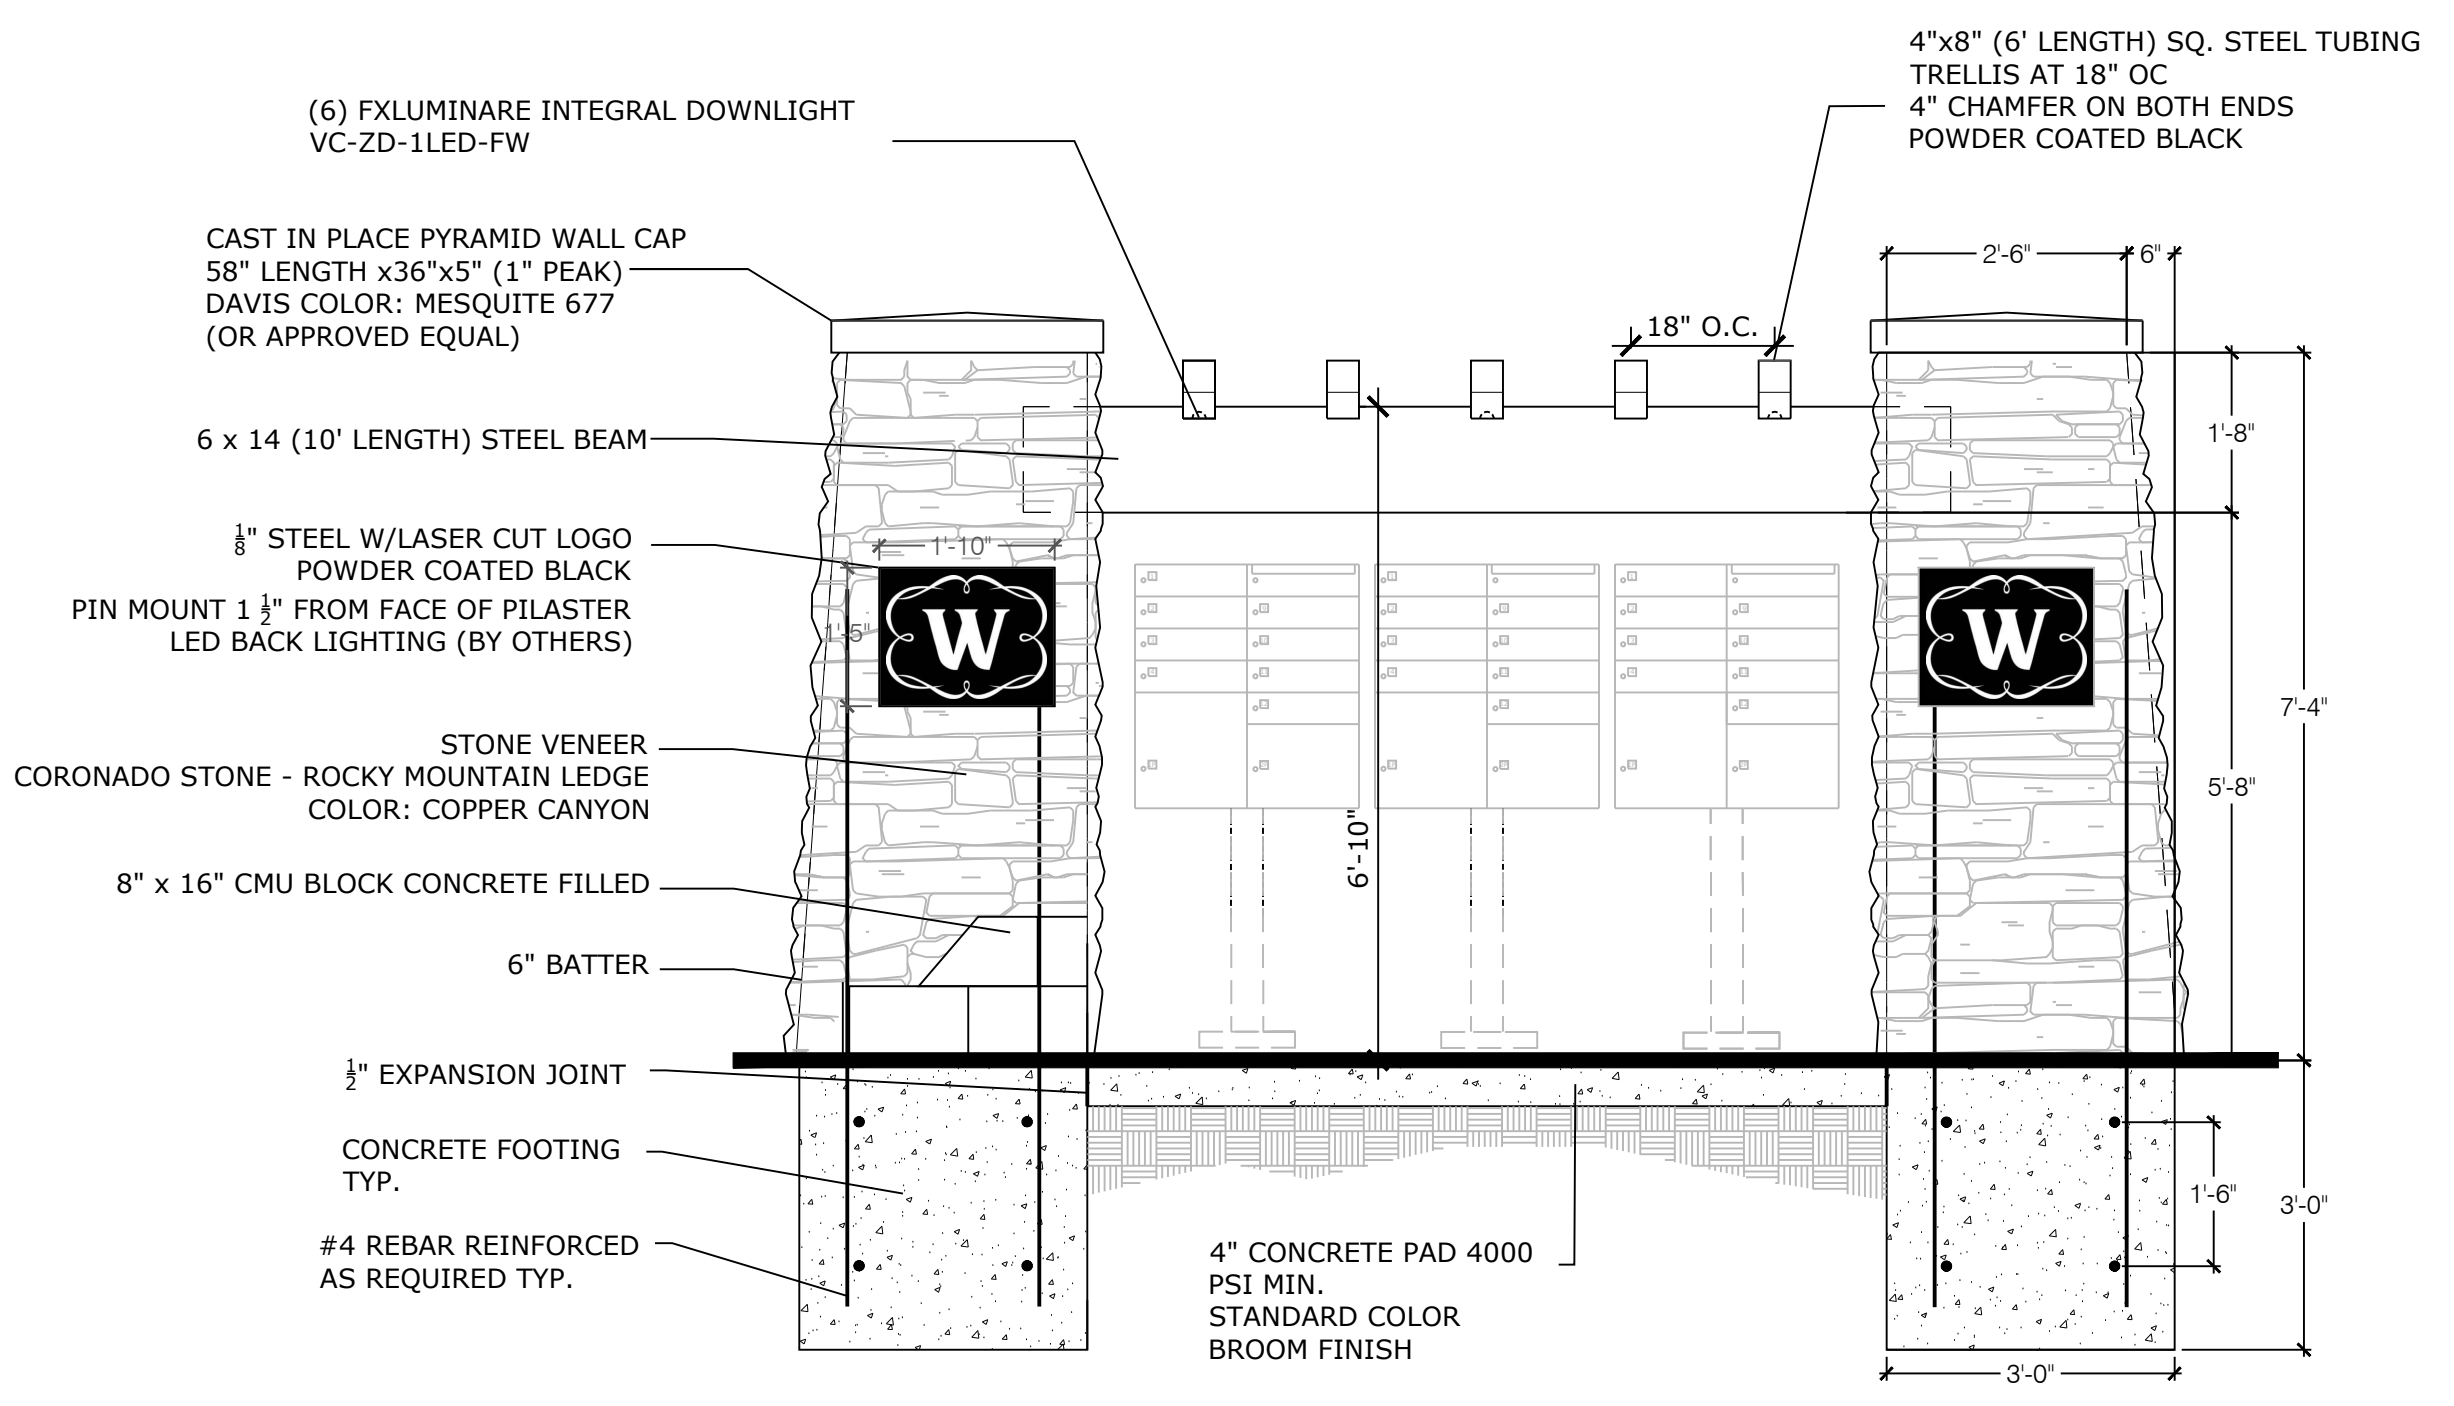 4"x8" (6' LENGTH) SQ. STEEL TUBING
TRELLIS AT 18" OC
4" CHAMFER ON BOTH ENDS
POWDER COATED BLACK
(6) FXLUMINARE INTEGRAL DOWNLIGHT
VC-ZD-1LED-FW
CAST IN PLACE PYRAMID WALL CAP
58" LENGTH x36"x5" (1" PEAK)
DAVIS COLOR: MESQUITE 677
(OR APPROVED EQUAL)
2'-6"
6"
18" O.C.
6 x 14 (10' LENGTH) STEEL BEAM
1'-8"
⅛" STEEL W/LASER CUT LOGO
POWDER COATED BLACK
PIN MOUNT 1 ½" FROM FACE OF PILASTER
LED BACK LIGHTING (BY OTHERS)
1'-10"
1'-5"
W
W
7'-4"
STONE VENEER
CORONADO STONE - ROCKY MOUNTAIN LEDGE
COLOR: COPPER CANYON
5'-8"
6'-10"
8" x 16" CMU BLOCK CONCRETE FILLED
6" BATTER
½" EXPANSION JOINT
CONCRETE FOOTING
TYP.
1'-6"
3'-0"
#4 REBAR REINFORCED
AS REQUIRED TYP.
4" CONCRETE PAD 4000
PSI MIN.
STANDARD COLOR
BROOM FINISH
3'-0"